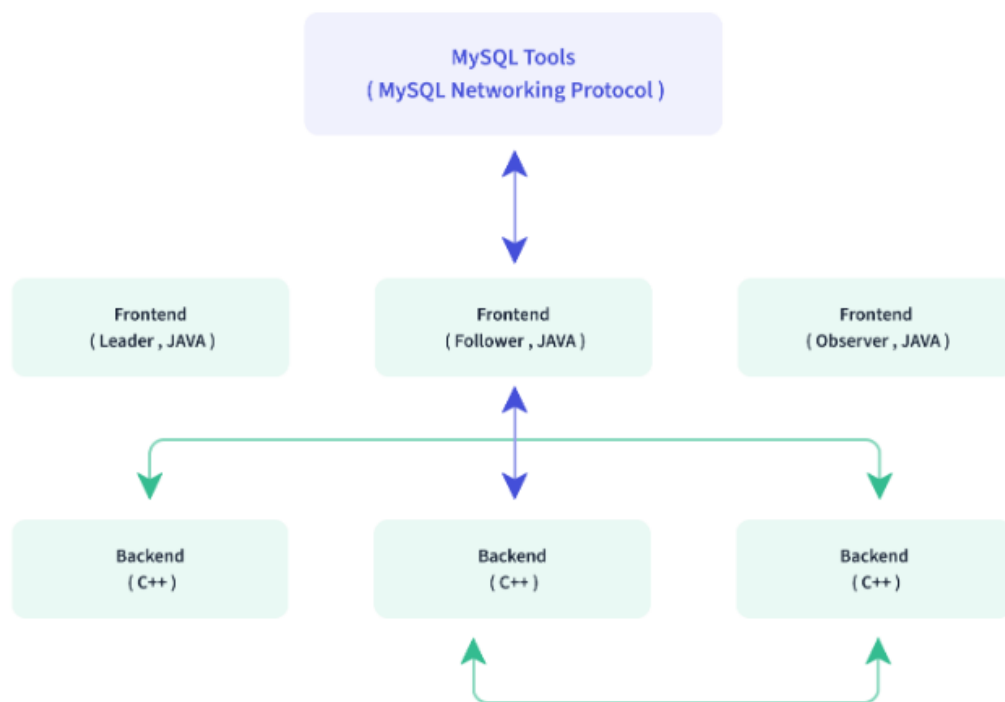 MySQL Tools
( MySQL Networking Protocol )
Frontend
( Leader , JAVA )
Frontend
( Follower , JAVA )
Frontend
( Observer , JAVA )
Backend
( C++ )
Backend
( C++ )
Backend
( C++ )